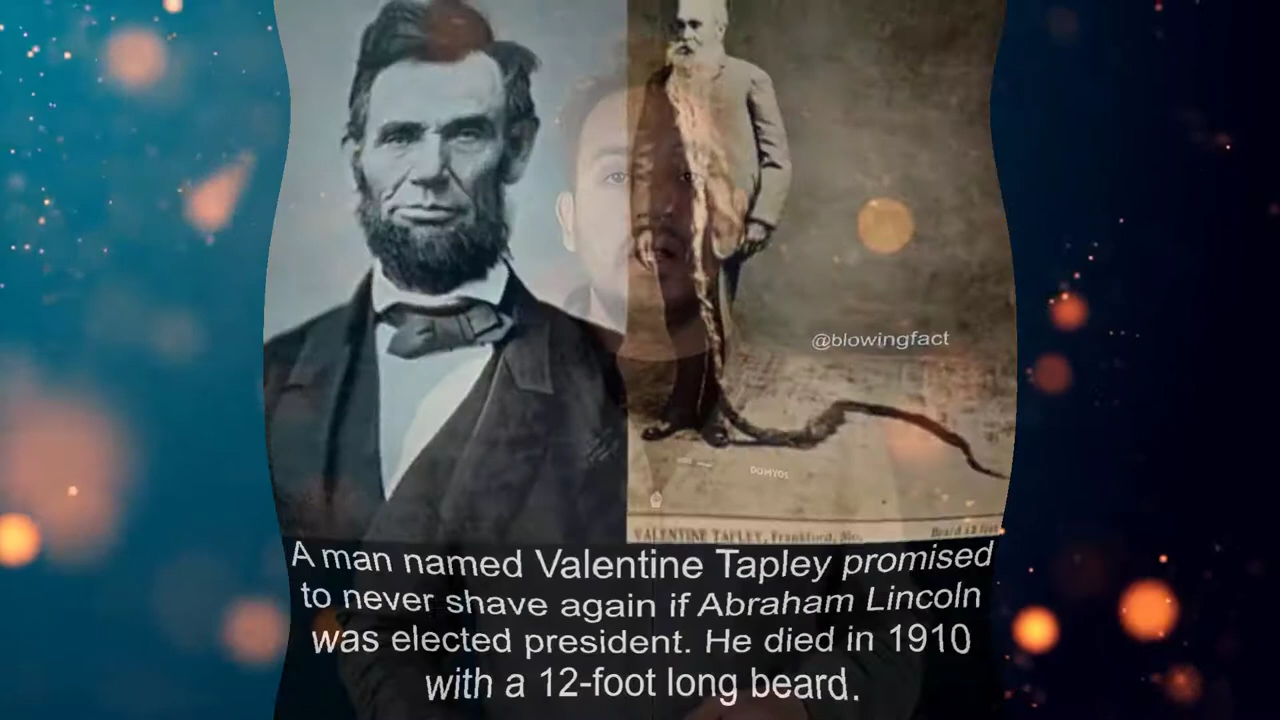 @blowingfact
DOMYOS
VALENTINE TAPLEY, Frankford, Mo.
A man named Valentine Tapley promised
to never shave again if Abraham Lincoln
was elected president. He died in 1910
with a 12-foot long beard.